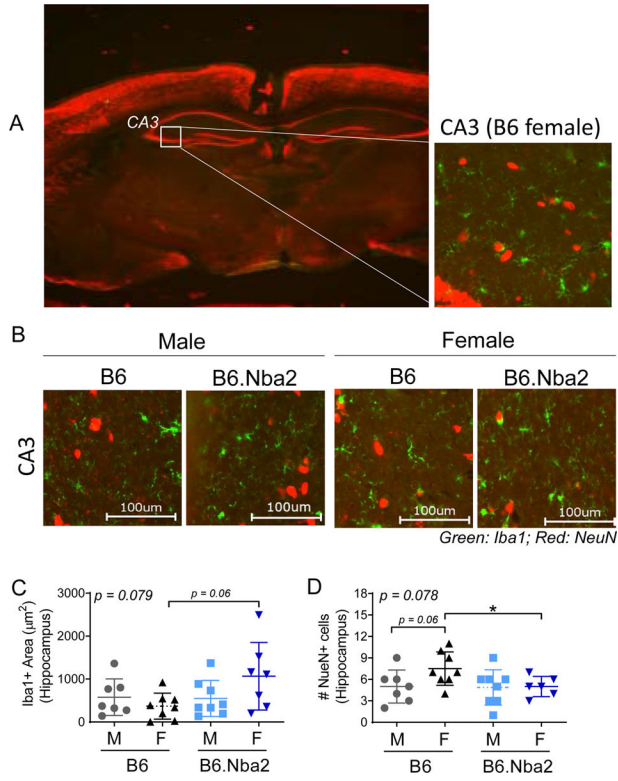 A
CA3
CA3 (B6 female)
B
Male
Female
B6
B6.Nba2
B6
B6.Nba2
CA3
100um
100um
100um
100um
Green: Iba1; Red: NeuN
C
p = 0.079
p = 0.06
Iba1+ Area (µm²)
(Hippocampus)
3000
2000
1000
0
M
F
M
F
B6
B6.Nba2
D
p = 0.078
p = 0.06
*
# NueN+ cells
(Hippocampus)
18
15
12
9
6
3
0
M
F
M
F
B6
B6.Nba2